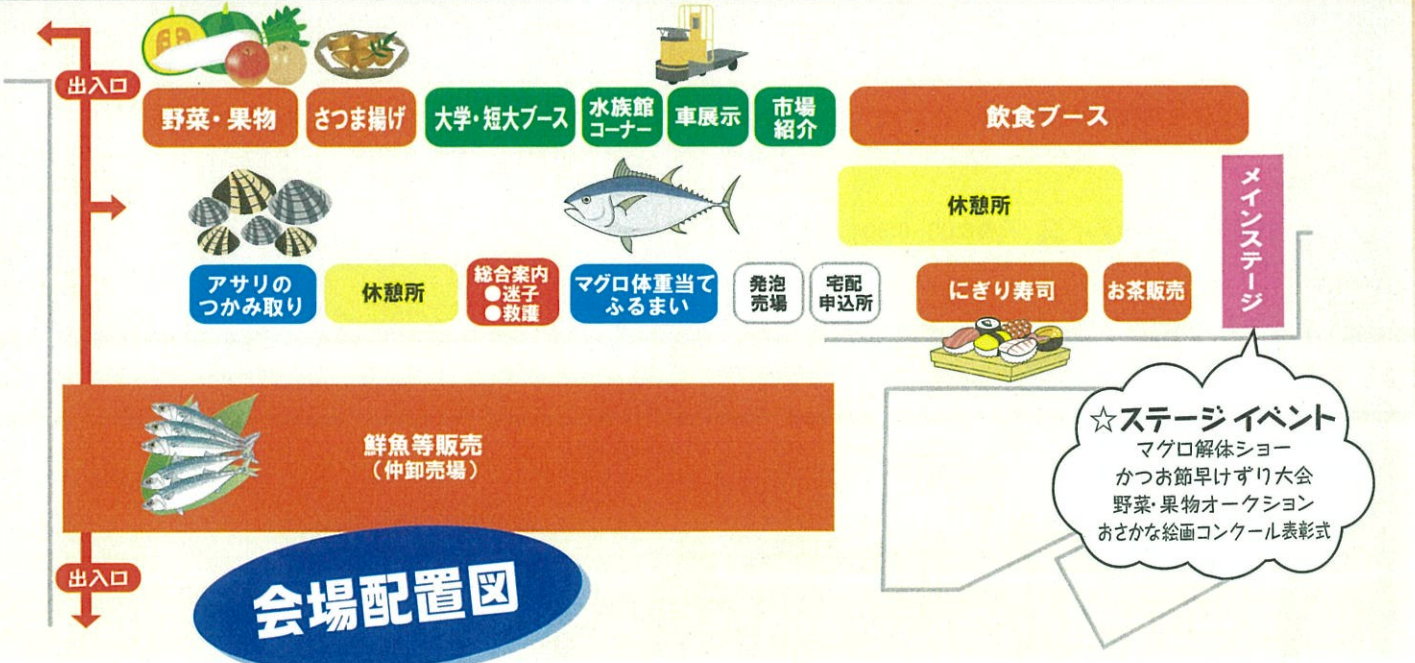 出入口
野菜・果物
さつま揚げ
大学・短大ブース
水族館
コーナー
車展示
市場
紹介
飲食ブース
休憩所
メインステージ
アサリの
つかみ取り
休憩所
総合案内
●迷子
●救護
マグロ体重当て
ふるまい
発泡
売場
宅配
申込所
にぎり寿司
お茶販売
鮮魚等販売
(仲卸売場)
☆ステージイベント
マグロ解体ショー
かつお節早けずり大会
野菜・果物オークション
おさかな絵画コンクール表彰式
出入口
会場配置図